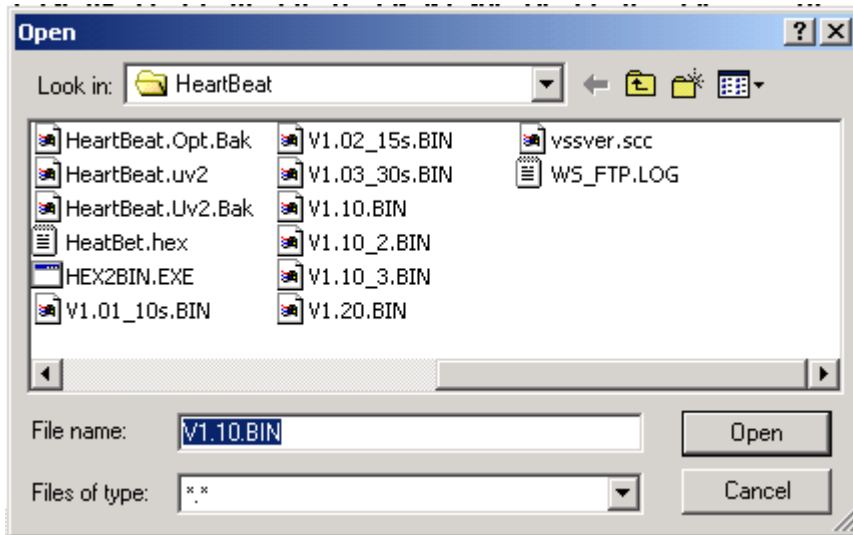 Open
Look in: HeartBeat
HeartBeat.Opt.Bak V1.02_15s.BIN vssver.scc
HeartBeat.uv2 V1.03_30s.BIN WS_FTP.LOG
HeartBeat.Uv2.Bak V1.10.BIN
HeatBet.hex V1.10_2.BIN
HEX2BIN.EXE V1.10_3.BIN
V1.01_10s.BIN V1.20.BIN
File name: V1.10.BIN Open
Files of type: *.* Cancel